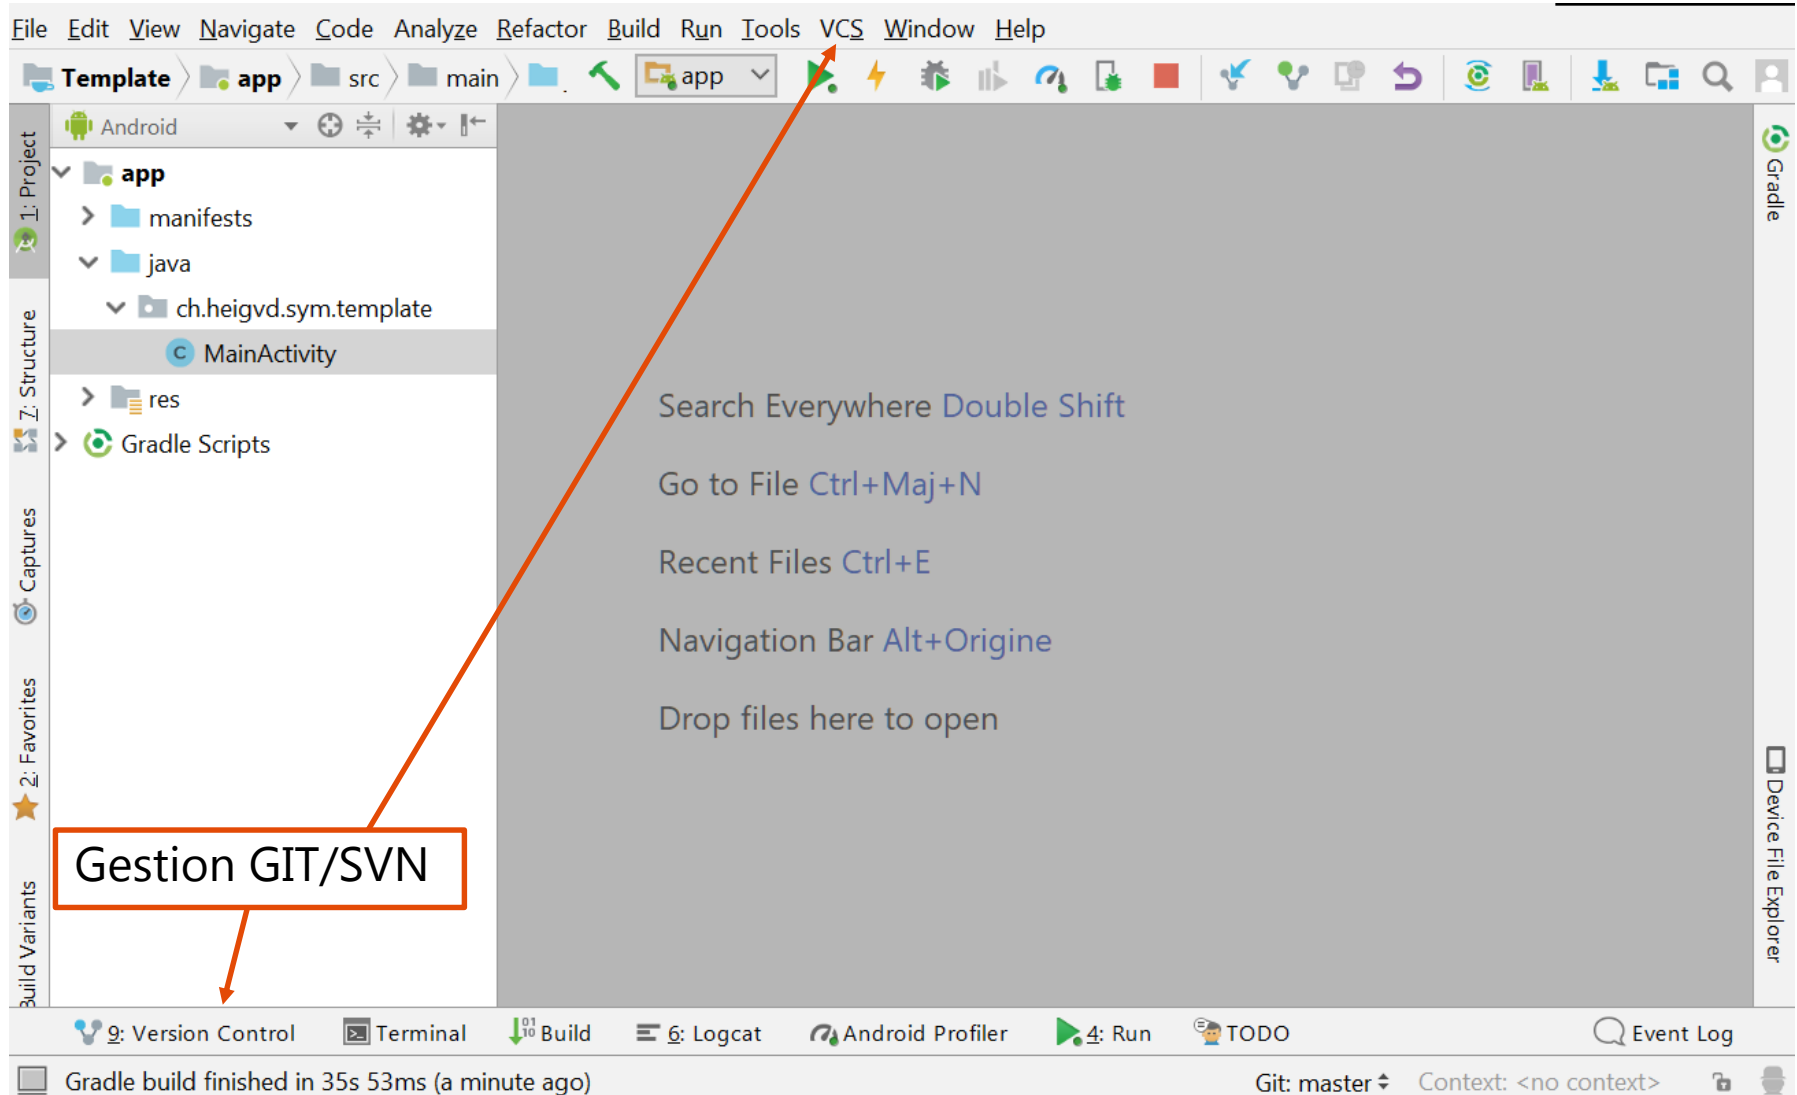 File Edit View Navigate Code Analyze Refactor Build Run Tools VCS Window Help
Template app src main app
Android
1: Project
app
manifests
java
ch.heigvd.sym.template
MainActivity
res
Gradle Scripts
7: Structure
Captures
2: Favorites
Build Variants
Search Everywhere Double Shift
Go to File Ctrl+Maj+N
Recent Files Ctrl+E
Navigation Bar Alt+Origine
Drop files here to open
Gradle
Device File Explorer
Gestion GIT/SVN
9: Version Control Terminal Build 6: Logcat Android Profiler 4: Run TODO Event Log
Gradle build finished in 35s 53ms (a minute ago) Git: master Context: <no context>